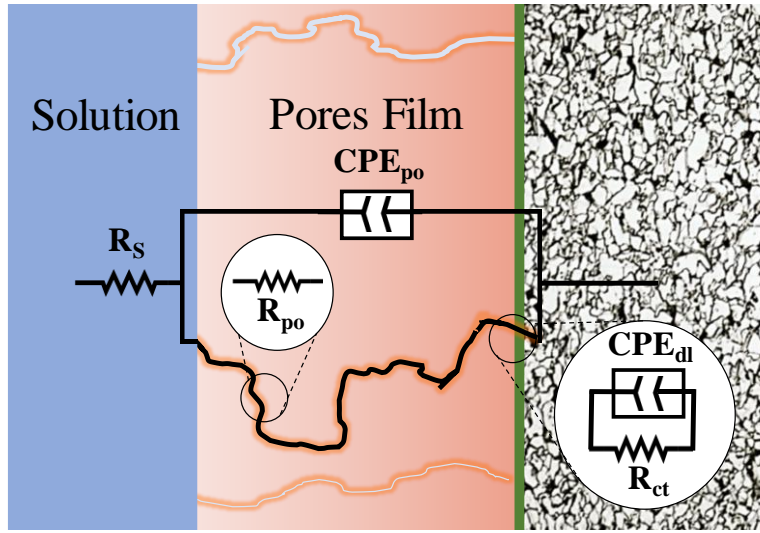 Solution
Pores Film
CPEpo
RS
Rpo
CPEdl
Rct